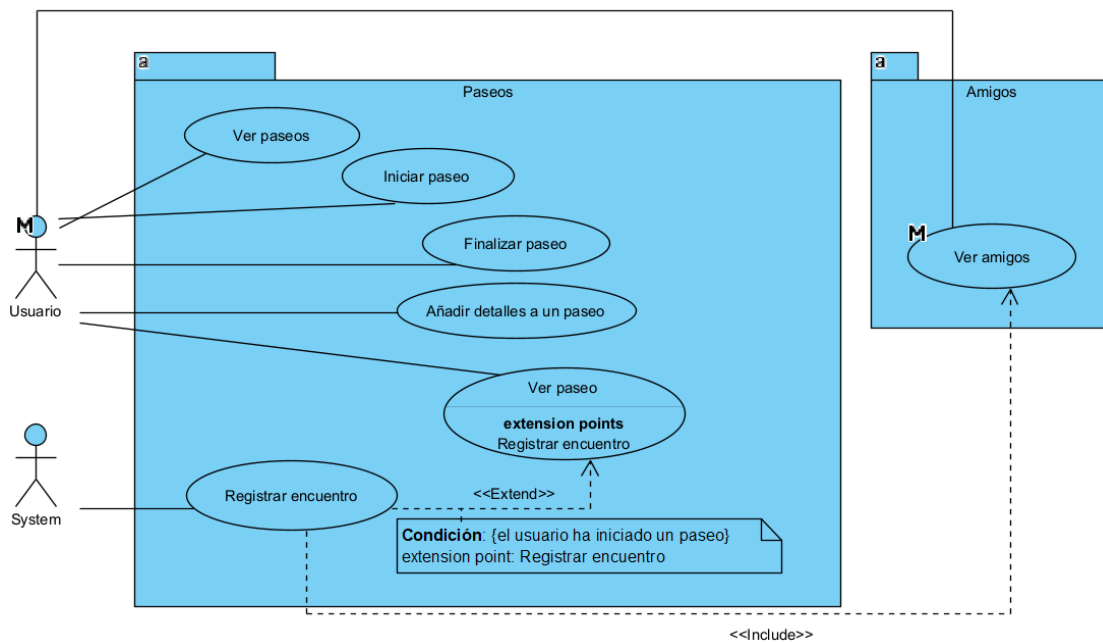 a
a
Paseos
Amigos
Ver paseos
Iniciar paseo
M
Finalizar paseo
M
Ver amigos
Usuario
Añadir detalles a un paseo
Ver paseo
extension points
Registrar encuentro
Registrar encuentro
<<Extend>>
System
Condición: {el usuario ha iniciado un paseo}
extension point: Registrar encuentro
<<Include>>